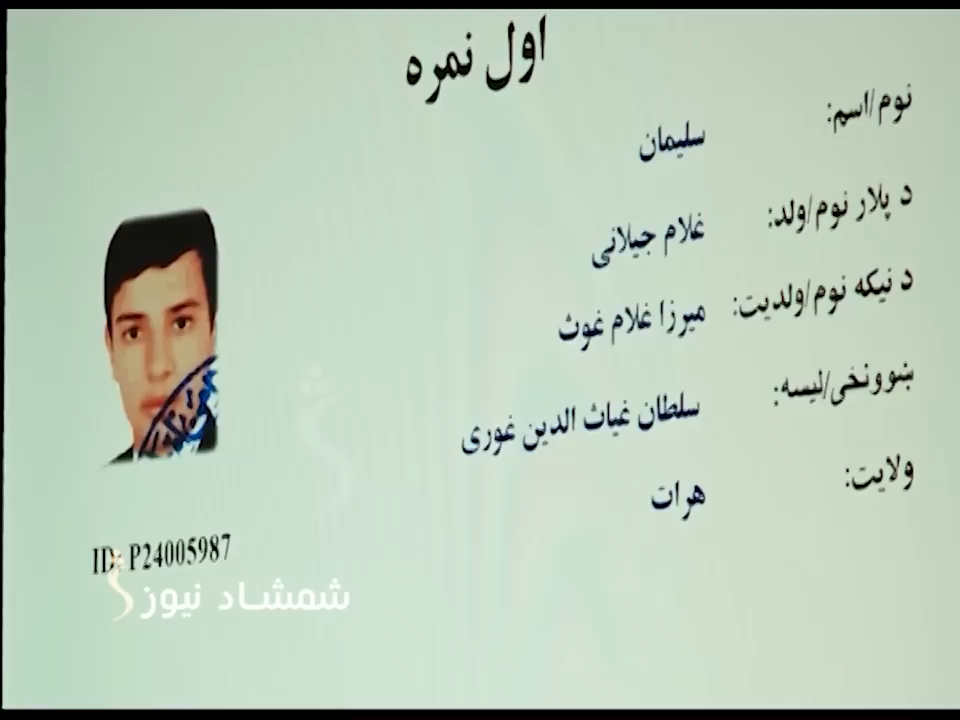 اول نمره
نوم/اسم: سلیمان
د پلار نوم/ولد: غلام جیلانی
د نیکه نوم/ولدیت: میرزا غلام غوث
ښوونځی/لیسه: سلطان غیاث الدین غوری
ولایت: هرات
ID: P24005987
شمشاد نیوز